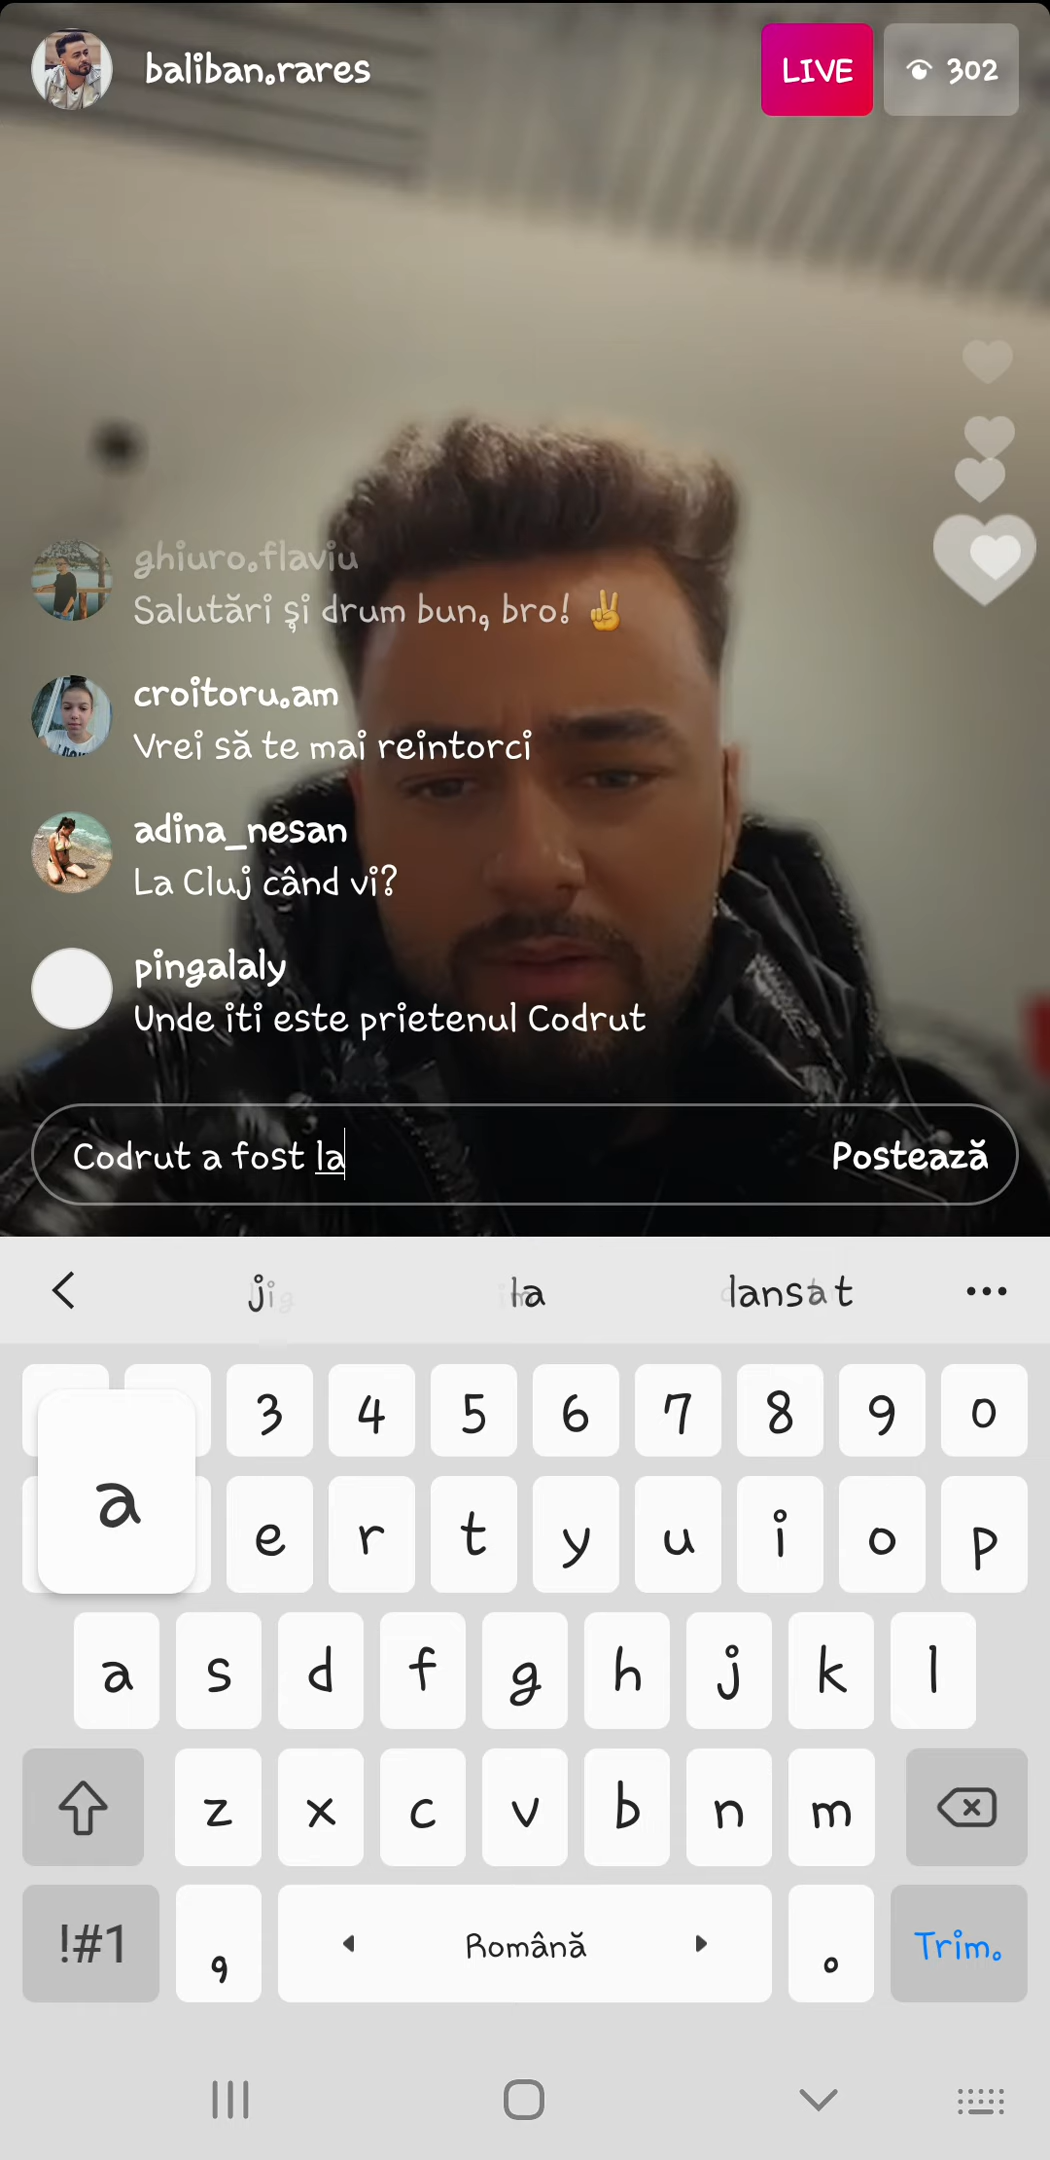 baliban.rares
LIVE
302
ghiuro.flaviu
Salutări și drum bun, bro! ✌️
croitoru.am
Vrei să te mai reintorci
adina_nesan
La Cluj când vi?
pingalaly
Unde iti este prietenul Codrut
Codrut a fost la
Postează
la lansat
3 4 5 6 7 8 9 0
a
e r t y u i o p
a s d f g h j k l
z x c v b n m
!#1 , Română . Trim.